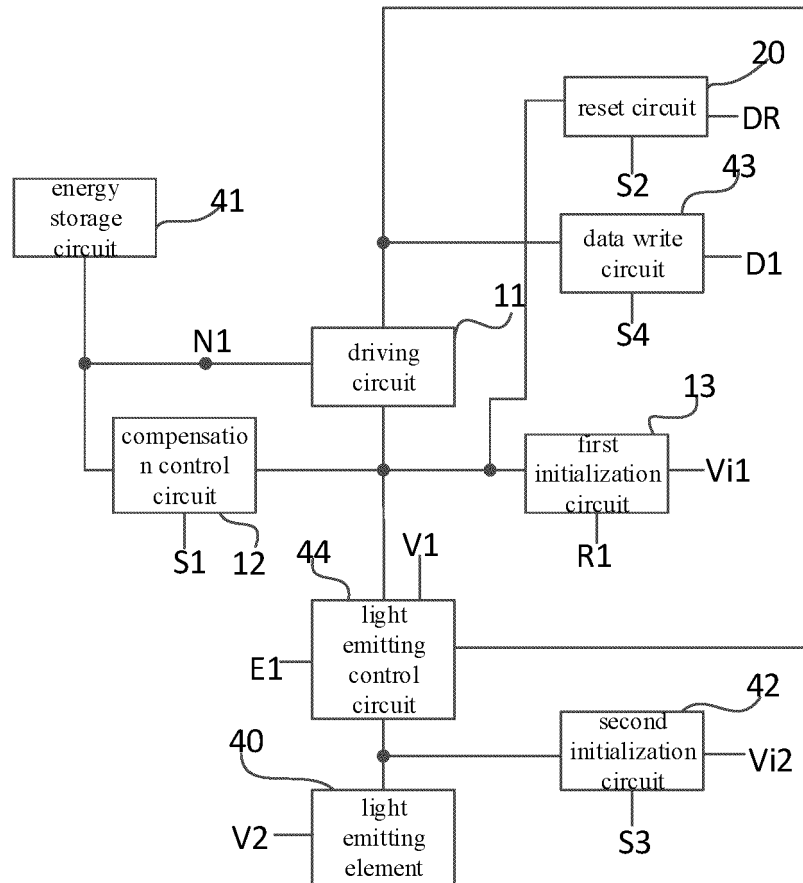 20
reset circuit
DR
S2
energy
storage
circuit
41
43
data write
circuit
D1
S4
11
N1
driving
circuit
13
compensatio
n control
circuit
first
initialization
circuit
Vi1
S1
12
R1
44
V1
light
emitting
control
circuit
E1
42
second
initialization
circuit
Vi2
40
S3
light
emitting
element
V2